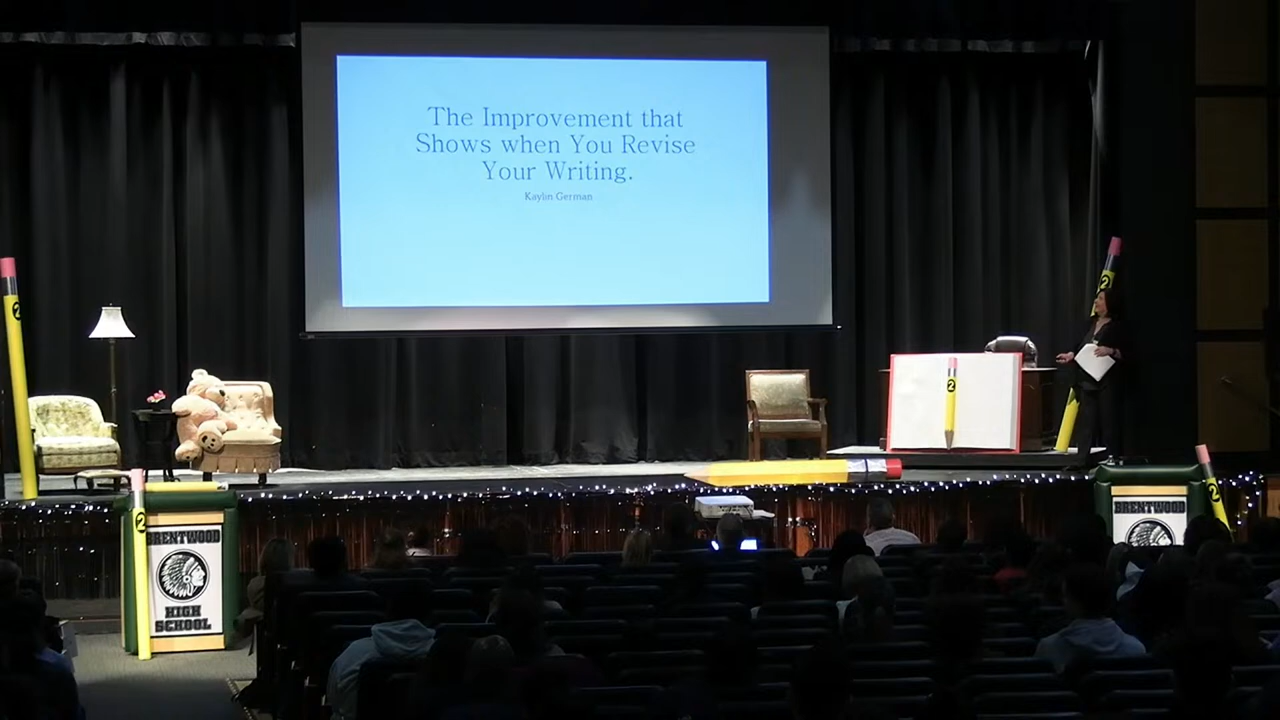 The Improvement that
Shows when You Revise
Your Writing.
Kaylin German
2
2
2
2
2
BRENTWOOD
HIGH
SCHOOL
BRENTWOOD